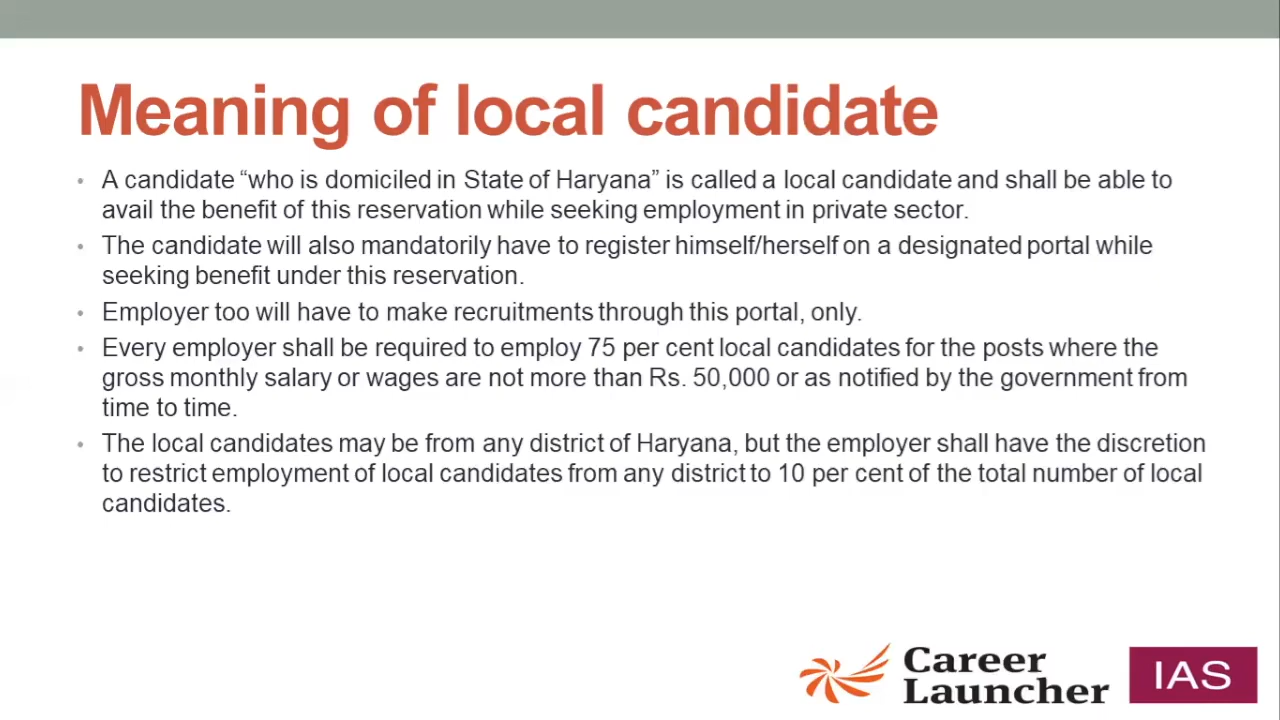 Meaning of local candidate
• A candidate “who is domiciled in State of Haryana” is called a local candidate and shall be able to
avail the benefit of this reservation while seeking employment in private sector.
• The candidate will also mandatorily have to register himself/herself on a designated portal while
seeking benefit under this reservation.
• Employer too will have to make recruitments through this portal, only.
• Every employer shall be required to employ 75 per cent local candidates for the posts where the
gross monthly salary or wages are not more than Rs. 50,000 or as notified by the government from
time to time.
• The local candidates may be from any district of Haryana, but the employer shall have the discretion
to restrict employment of local candidates from any district to 10 per cent of the total number of local
candidates.
Career
Launcher
IAS